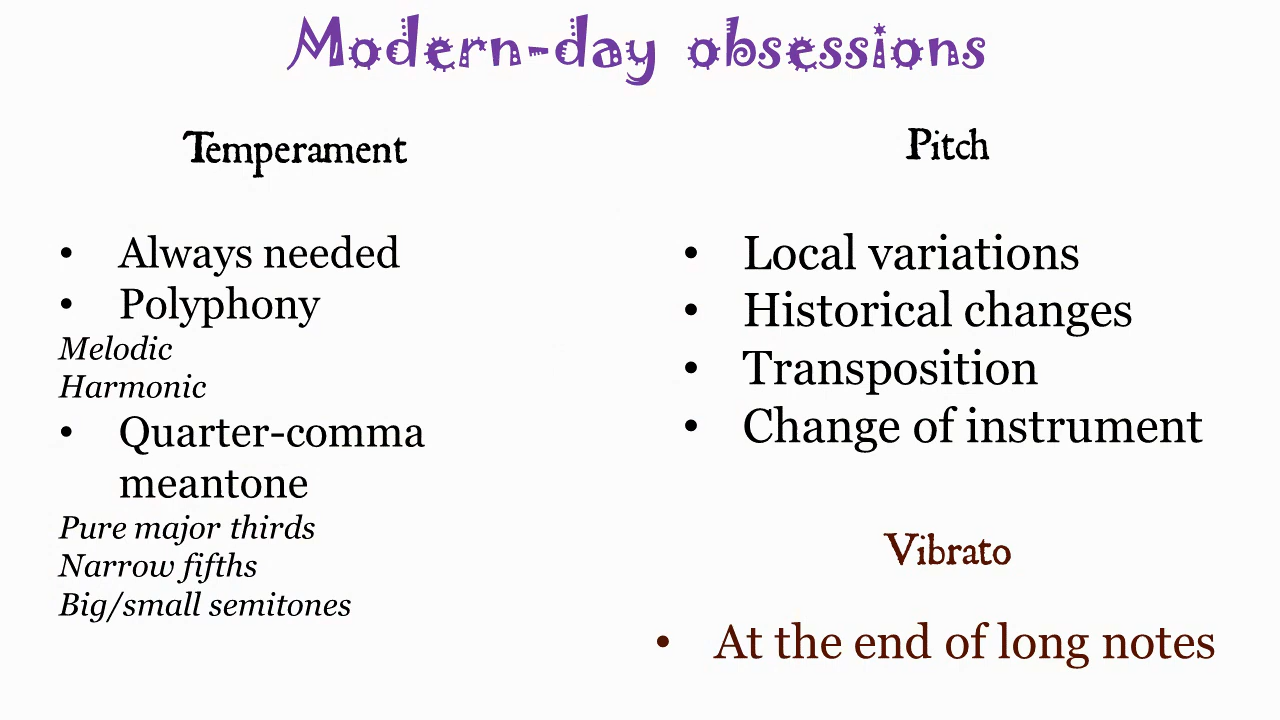 Modern-day obsessions
Temperament
• Always needed
• Polyphony
Melodic
Harmonic
• Quarter-comma
meantone
Pure major thirds
Narrow fifths
Big/small semitones
Pitch
• Local variations
• Historical changes
• Transposition
• Change of instrument
Vibrato
• At the end of long notes